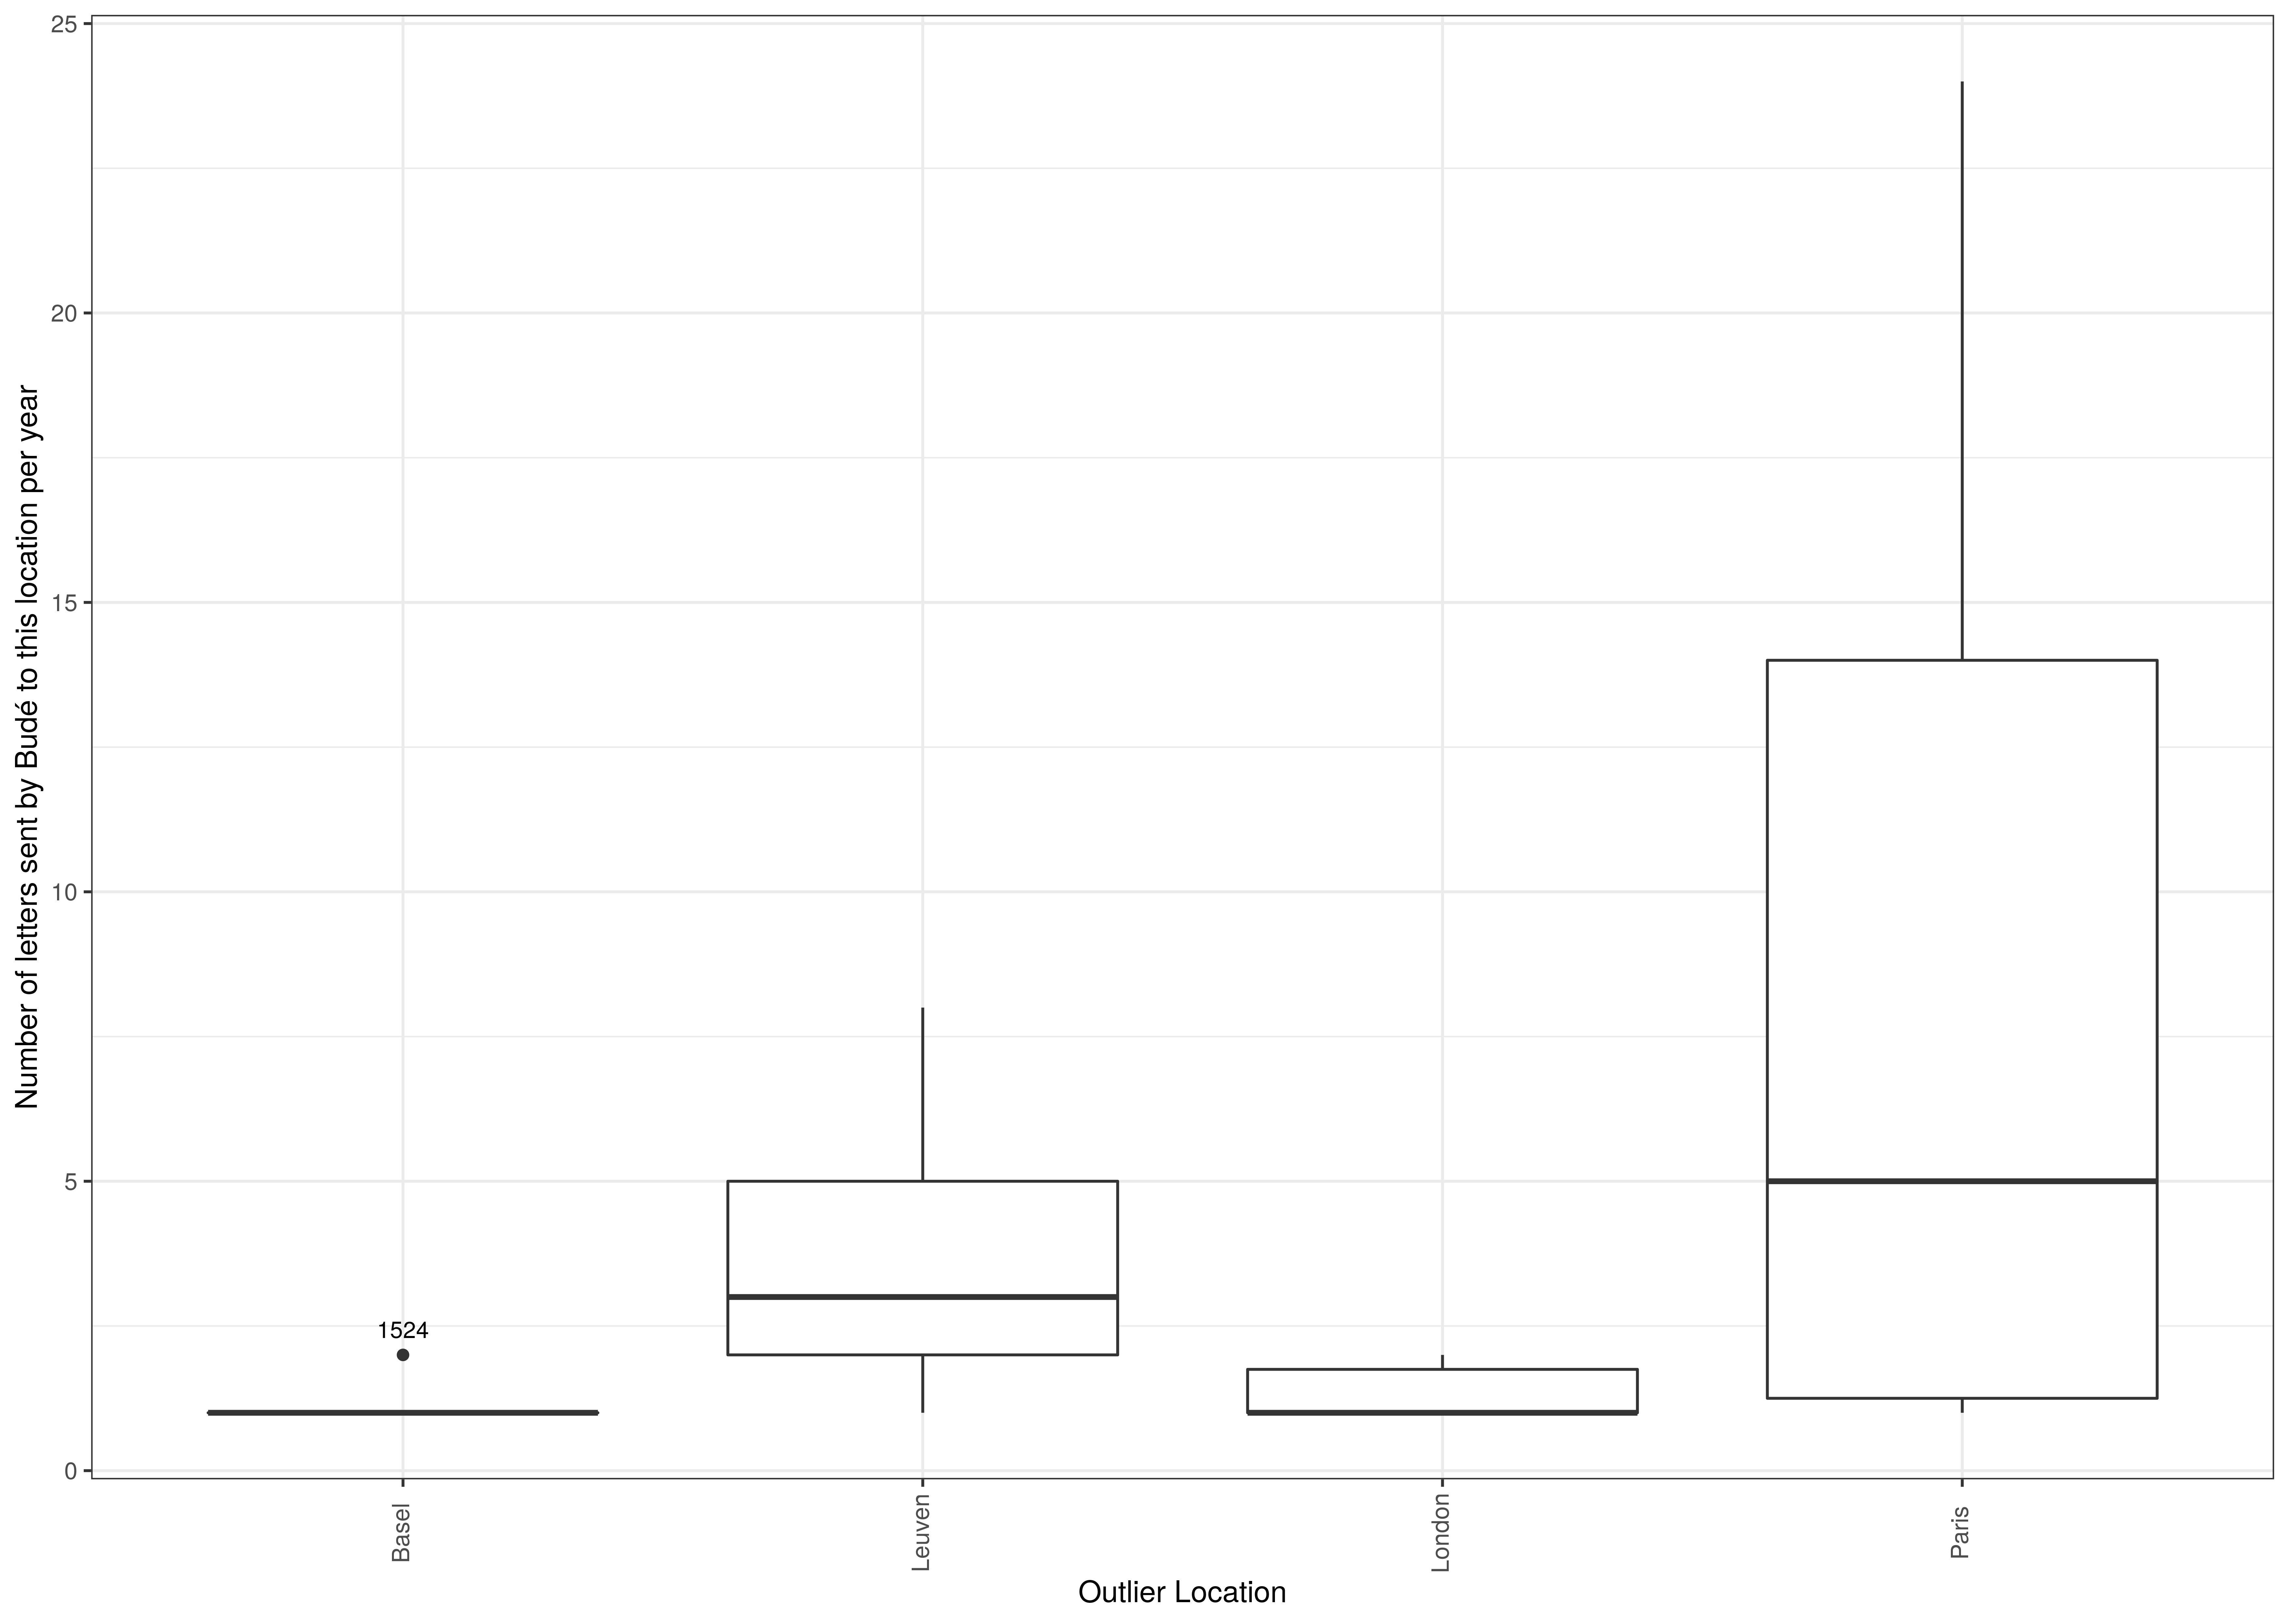 Number of letters sent by Budé to this location per year
25
20
15
10
5
0
1524
Basel
Leuven
London
Paris
Outlier Location